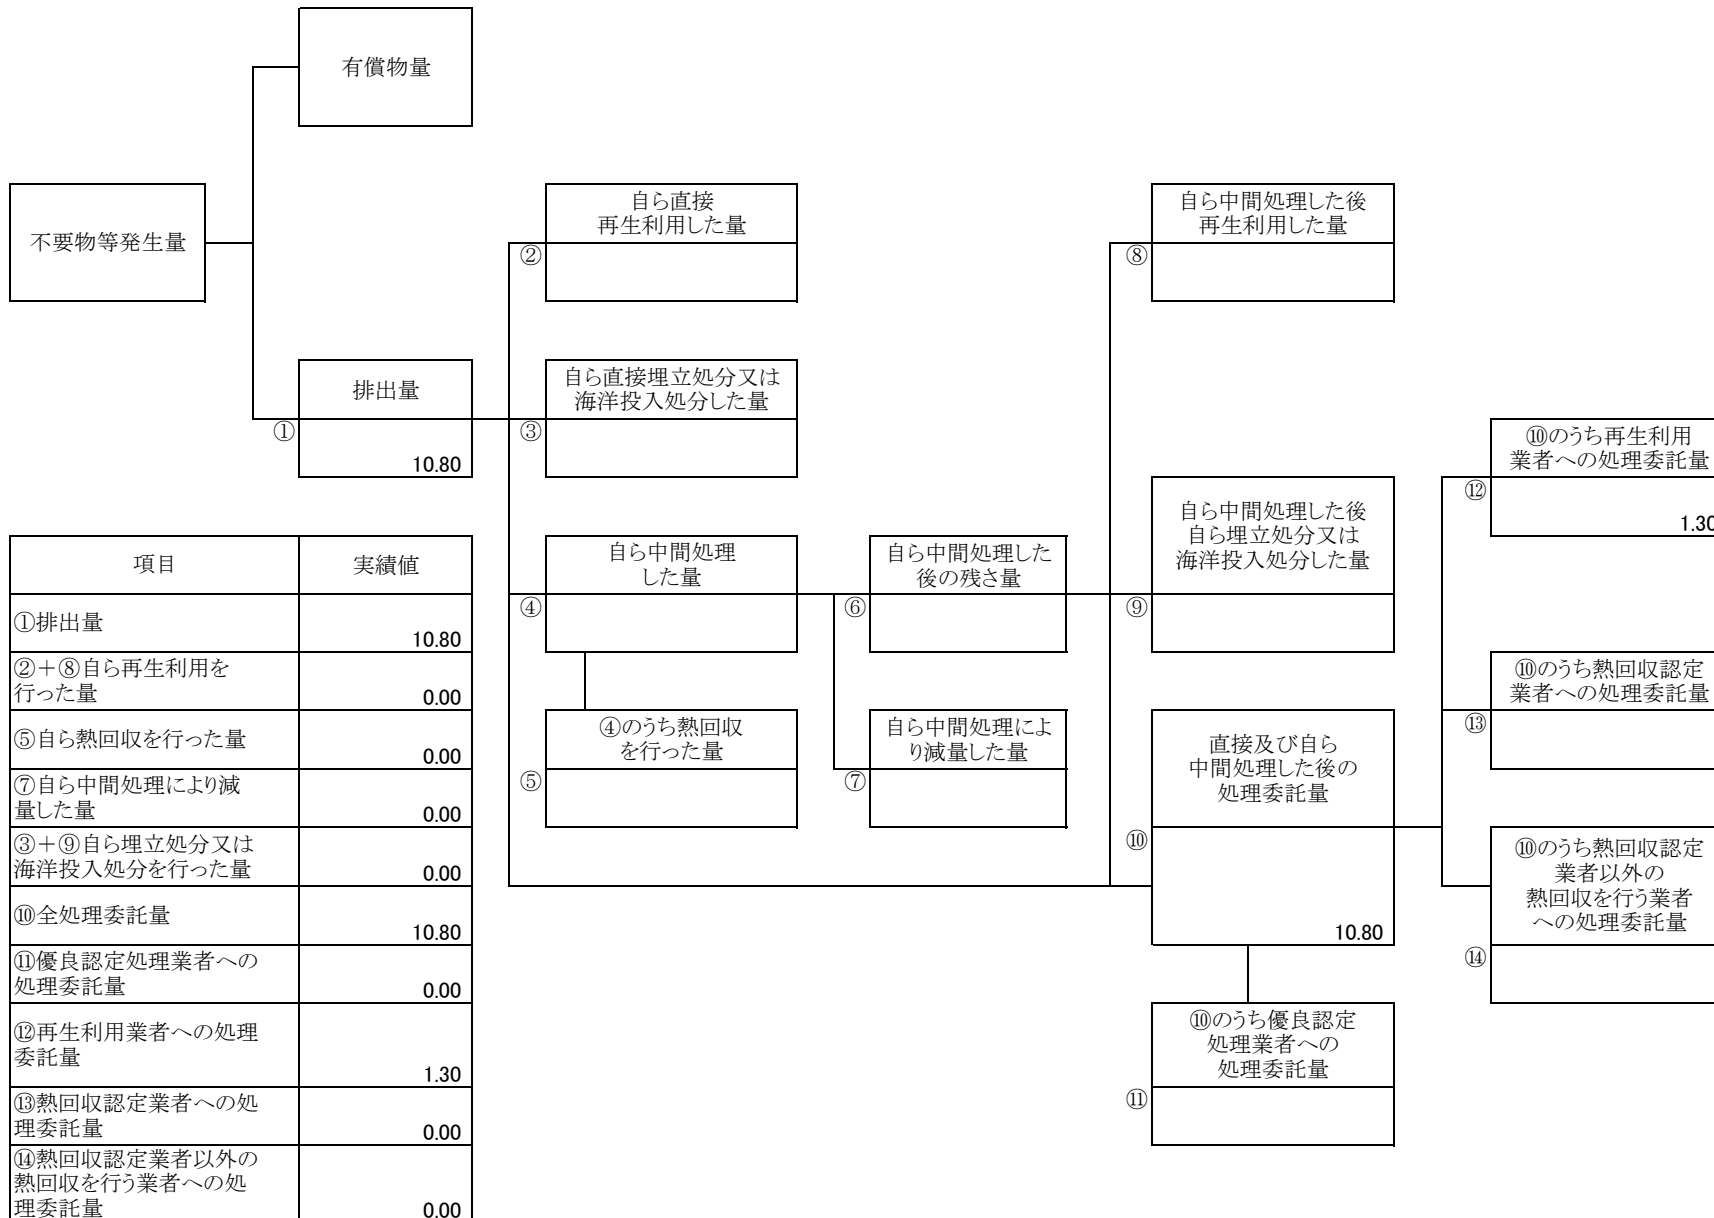 有償物量
不要物等発生量
自ら直接
再生利用した量
②
自ら中間処理した後
再生利用した量
⑧
排出量
①
10.80
自ら直接埋立処分又は
海洋投入処分した量
③
⑩のうち再生利用
業者への処理委託量
⑫
1.30
自ら中間処理
した量
④
自ら中間処理した
後の残さ量
⑥
自ら中間処理した後
自ら埋立処分又は
海洋投入処分した量
⑨
⑩のうち熱回収認定
業者への処理委託量
⑬
④のうち熱回収
を行った量
⑤
自ら中間処理によ
り減量した量
⑦
直接及び自ら
中間処理した後の
処理委託量
⑩
10.80
⑩のうち熱回収認定
業者以外の
熱回収を行う業者
への処理委託量
⑭
⑩のうち優良認定
処理業者への
処理委託量
⑪
項目 実績値
①排出量
10.80
②＋⑧自ら再生利用を
行った量
0.00
⑤自ら熱回収を行った量
0.00
⑦自ら中間処理により減
量した量
0.00
③＋⑨自ら埋立処分又は
海洋投入処分を行った量
0.00
⑩全処理委託量
10.80
⑪優良認定処理業者への
処理委託量
0.00
⑫再生利用業者への処理
委託量
1.30
⑬熱回収認定業者への処
理委託量
0.00
⑭熱回収認定業者以外の
熱回収を行う業者への処
理委託量
0.00